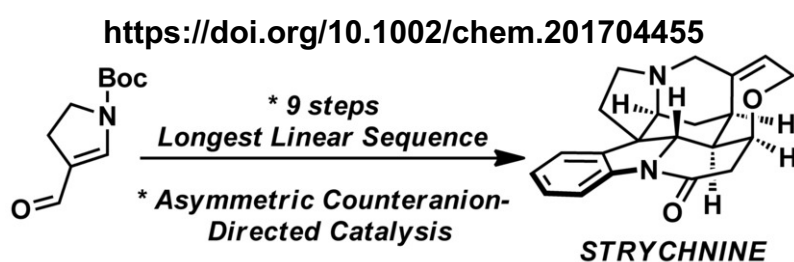 https://doi.org/10.1002/chem.201704455
Boc
N
O
* 9 steps
Longest Linear Sequence
* Asymmetric Counteranion-
Directed Catalysis
N
H
H
O
H
H
N
O
H
STRYCHNINE